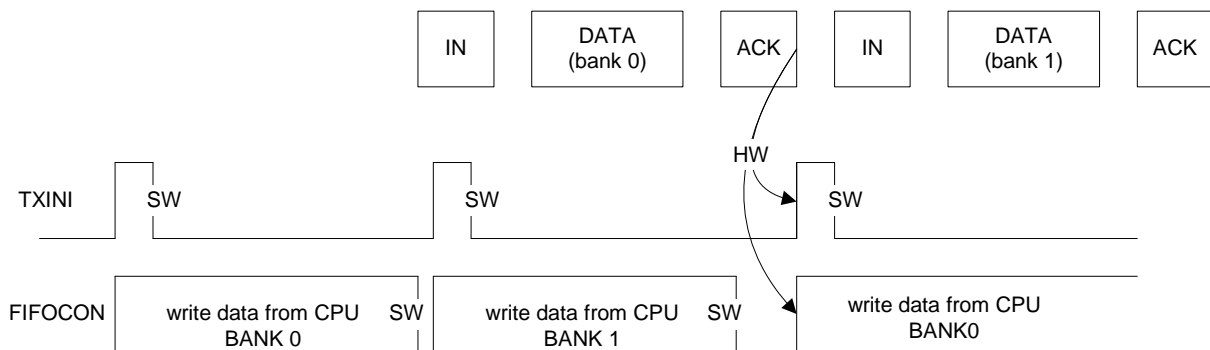 IN
DATA
(bank 0)
ACK
IN
DATA
(bank 1)
ACK
HW
TXINI
SW
SW
SW
FIFOCON
write data from CPU
BANK 0
SW
write data from CPU
BANK 1
SW
write data from CPU
BANK0